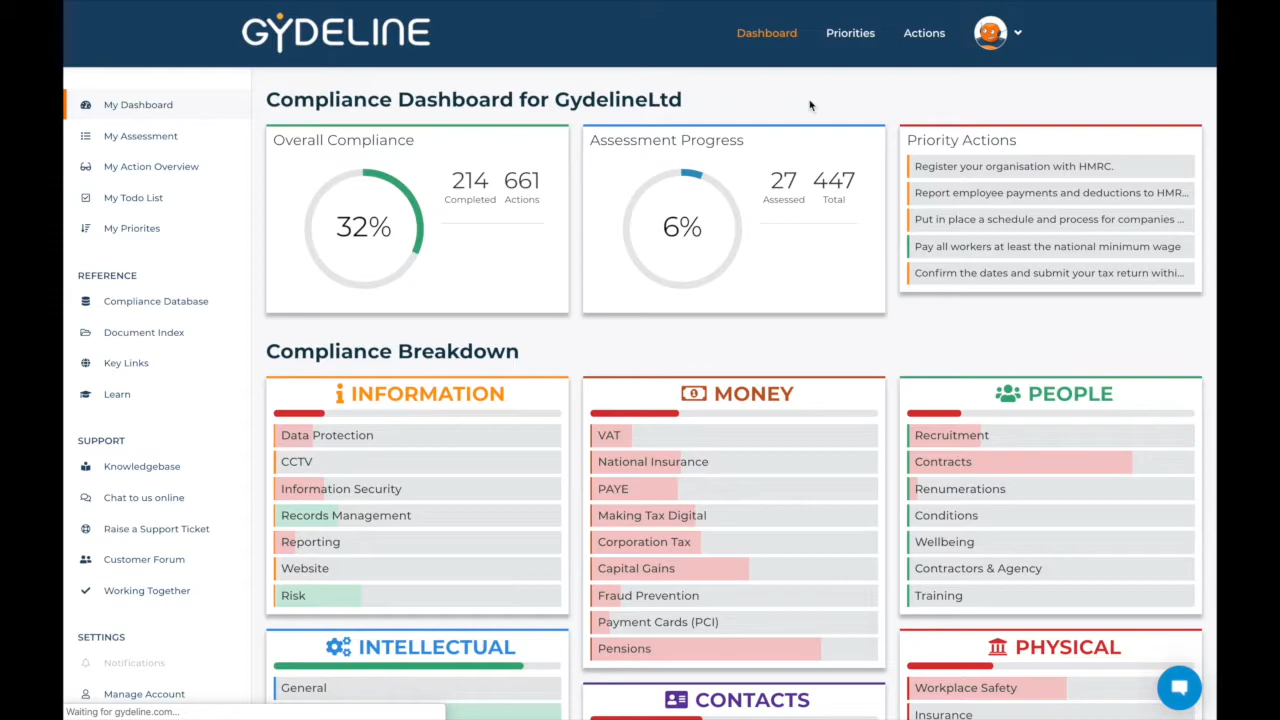 GYDELINE
Dashboard
Priorities
Actions
My Dashboard
My Assessment
My Action Overview
My Todo List
My Priorites
REFERENCE
Compliance Database
Document Index
Key Links
Learn
SUPPORT
Knowledgebase
Chat to us online
Raise a Support Ticket
Customer Forum
Working Together
SETTINGS
Notifications
Manage Account
Waiting for gydeline.com...
Compliance Dashboard for GydelineLtd
Overall Compliance
32%
214 661
Completed Actions
Assessment Progress
6%
27 447
Assessed Total
Priority Actions
Register your organisation with HMRC.
Report employee payments and deductions to HMR...
Put in place a schedule and process for companies ...
Pay all workers at least the national minimum wage
Confirm the dates and submit your tax return withi...
Compliance Breakdown
INFORMATION
Data Protection
CCTV
Information Security
Records Management
Reporting
Website
Risk
MONEY
VAT
National Insurance
PAYE
Making Tax Digital
Corporation Tax
Capital Gains
Fraud Prevention
Payment Cards (PCI)
Pensions
PEOPLE
Recruitment
Contracts
Renumerations
Conditions
Wellbeing
Contractors & Agency
Training
INTELLECTUAL
General
CONTACTS
PHYSICAL
Workplace Safety
Insurance